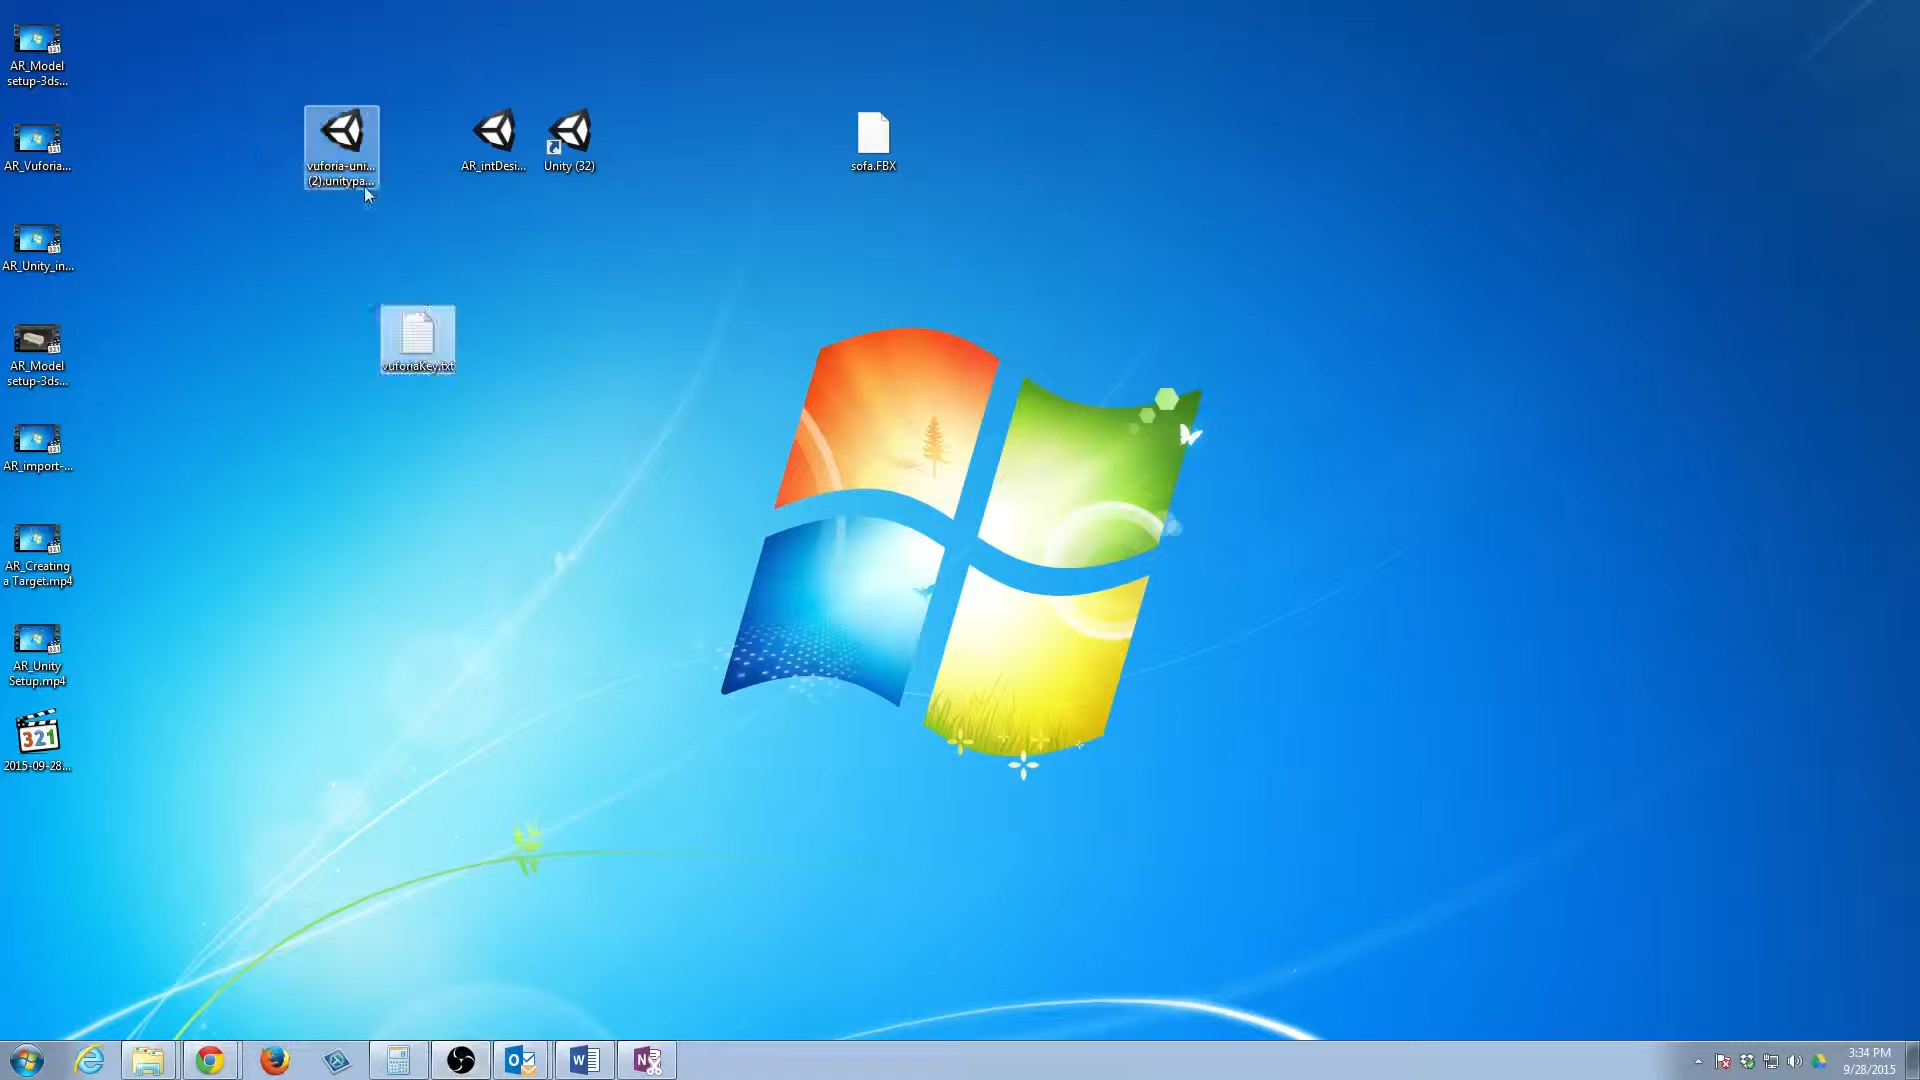 AR_Model
setup-3ds...
AR_Vuforia...
AR_Unity_in...
AR_Model
setup-3ds...
AR_import-...
AR_Creating
a Target.mp4
AR_Unity
Setup.mp4
321
2015-09-28...
vuforia-uni...
(2).unitypa...
AR_intDesi...
Unity (32)
sofa.FBX
vuforiaKey.txt
3:34 PM
9/28/2015